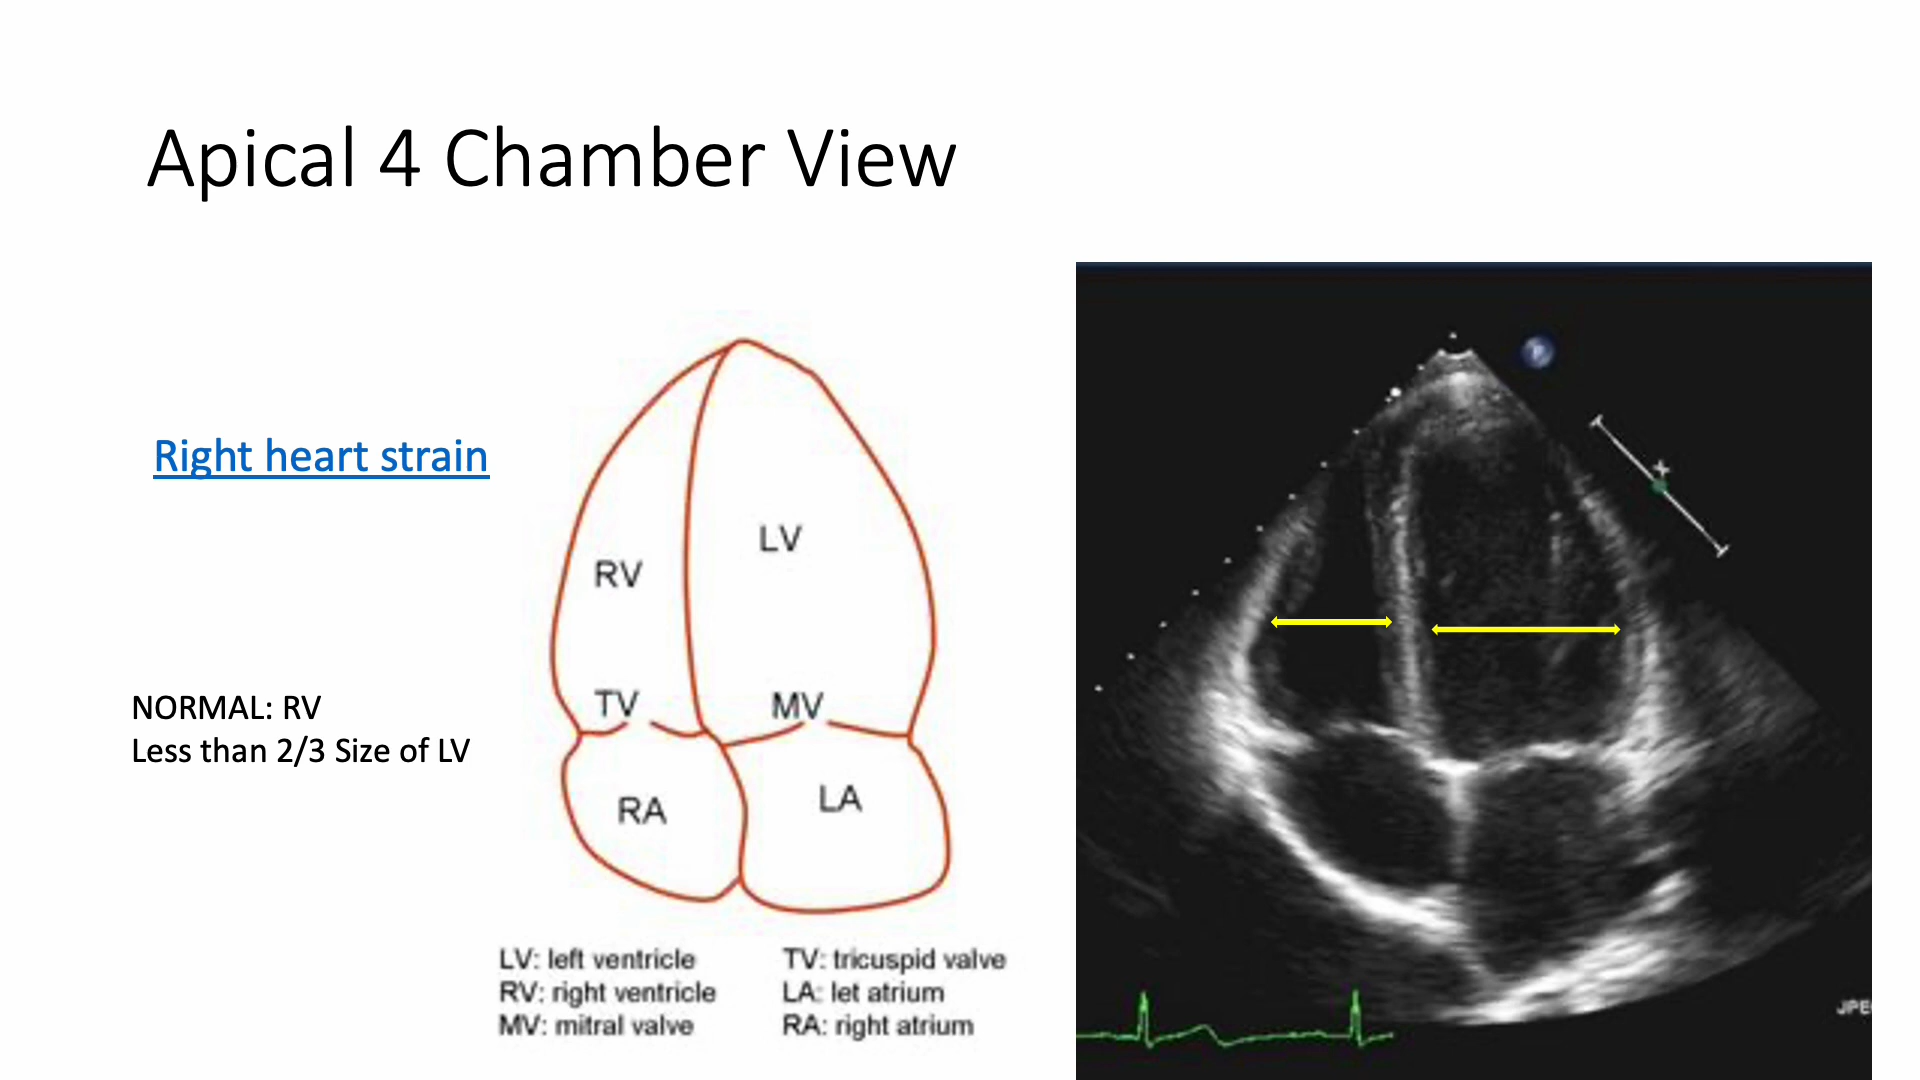 Apical 4 Chamber View
Right heart strain
NORMAL: RV
Less than 2/3 Size of LV
LV
RV
TV
MV
RA
LA
LV: left ventricle
RV: right ventricle
MV: mitral valve
TV: tricuspid valve
LA: let atrium
RA: right atrium
JPE